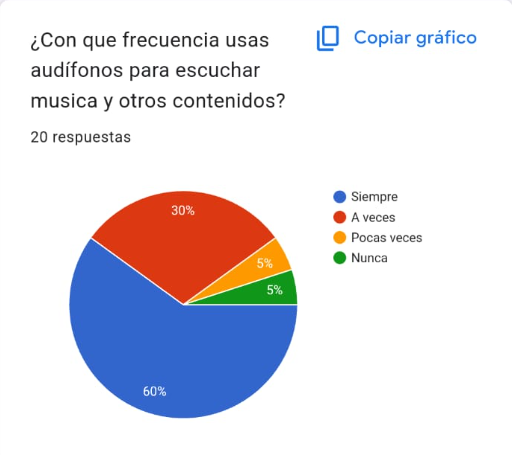 ¿Con que frecuencia usas
audífonos para escuchar
musica y otros contenidos?
Copiar gráfico
20 respuestas
Siempre
A veces
Pocas veces
Nunca
30%
5%
5%
60%